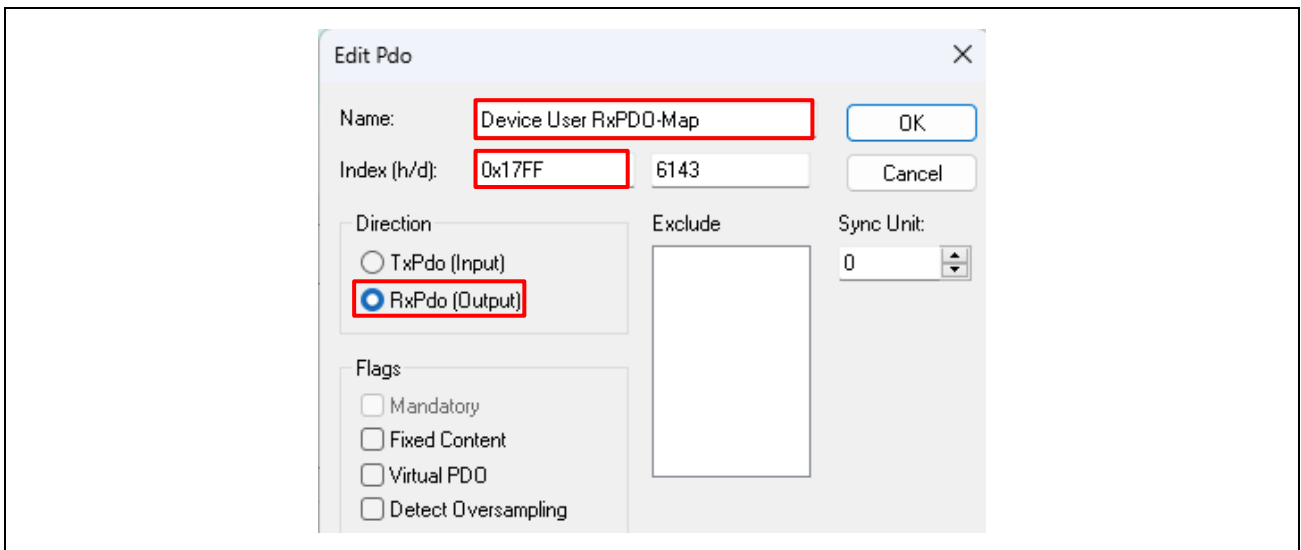 Edit Pdo
Name: Device User RxPDO-Map OK
Index (h/d): 0x17FF 6143 Cancel
Direction Exclude Sync Unit:
TxPdo (Input) 0
RxPdo (Output)
Flags
Mandatory
Fixed Content
Virtual PDO
Detect Oversampling